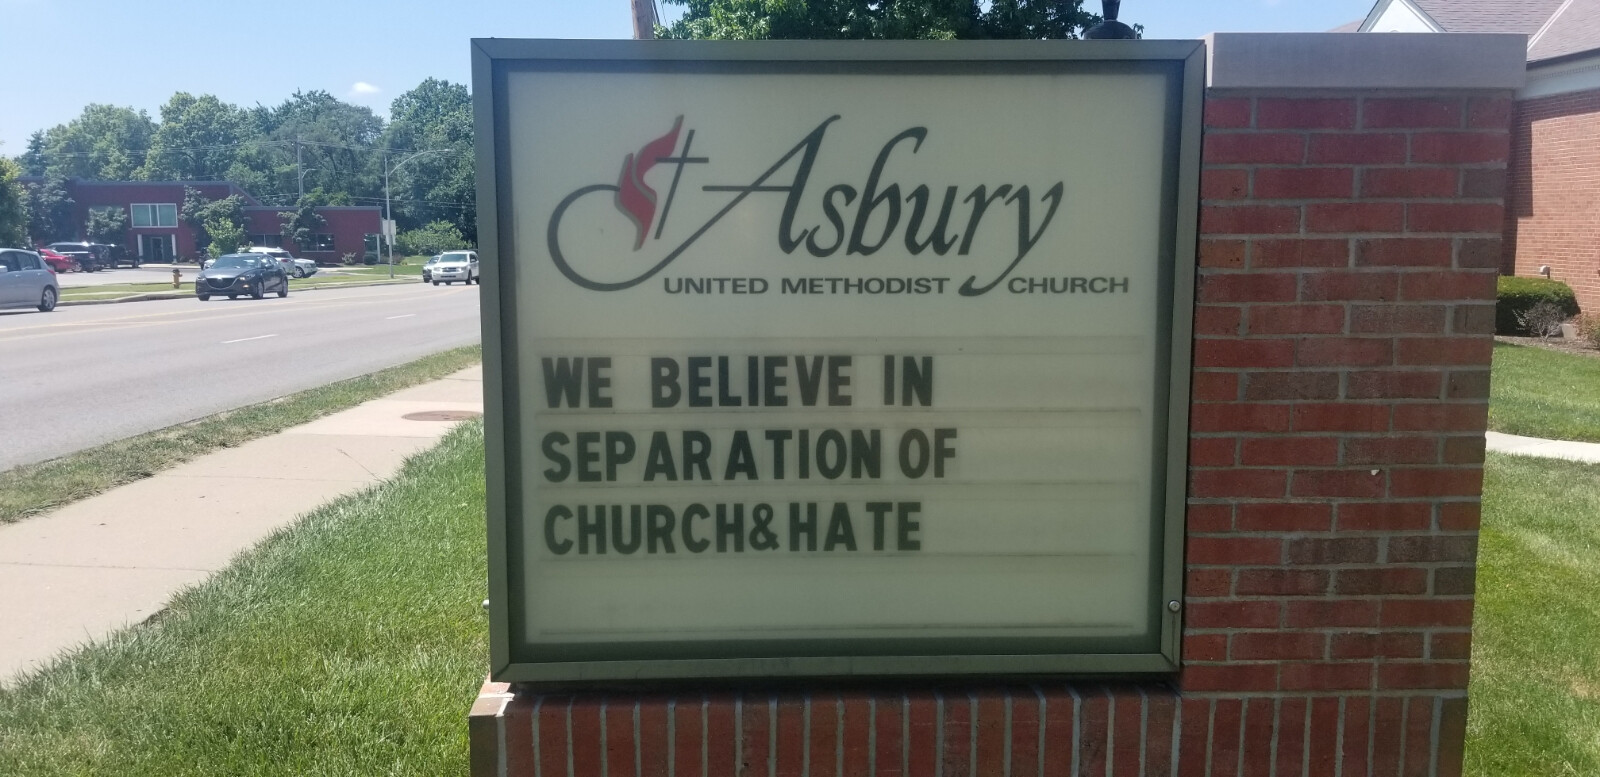 Asbury
UNITED METHODIST CHURCH
WE BELIEVE IN
SEPARATION OF
CHURCH&HATE